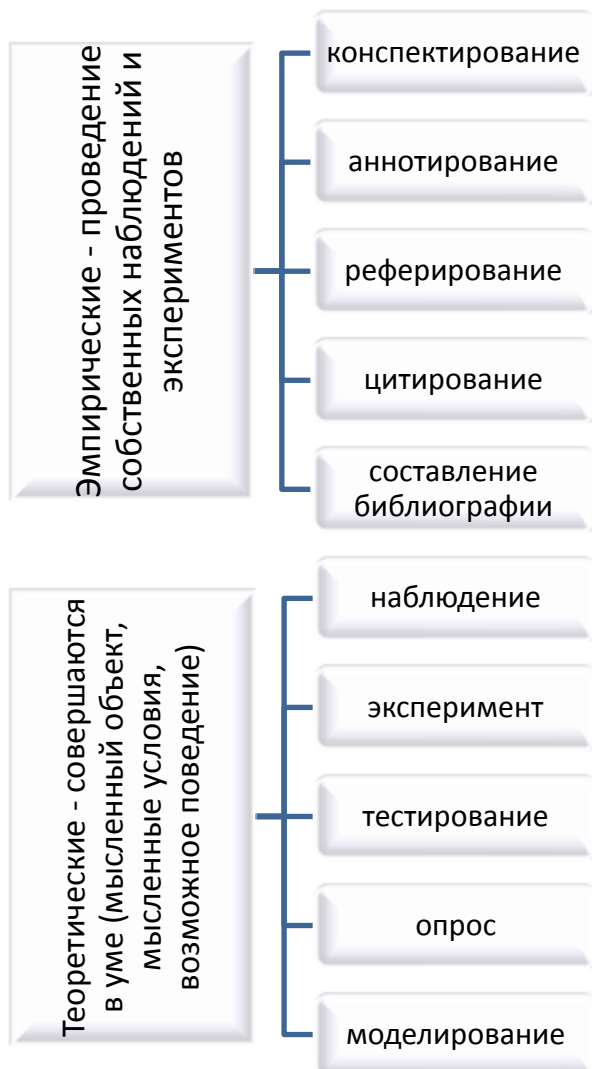 Эмпирические - проведение
собственных наблюдений и
экспериментов
конспектирование
аннотирование
реферирование
цитирование
составление
библиографии
Теоретические - совершаются
в уме (мысленный объект,
мысленные условия,
возможное поведение)
наблюдение
эксперимент
тестирование
опрос
моделирование